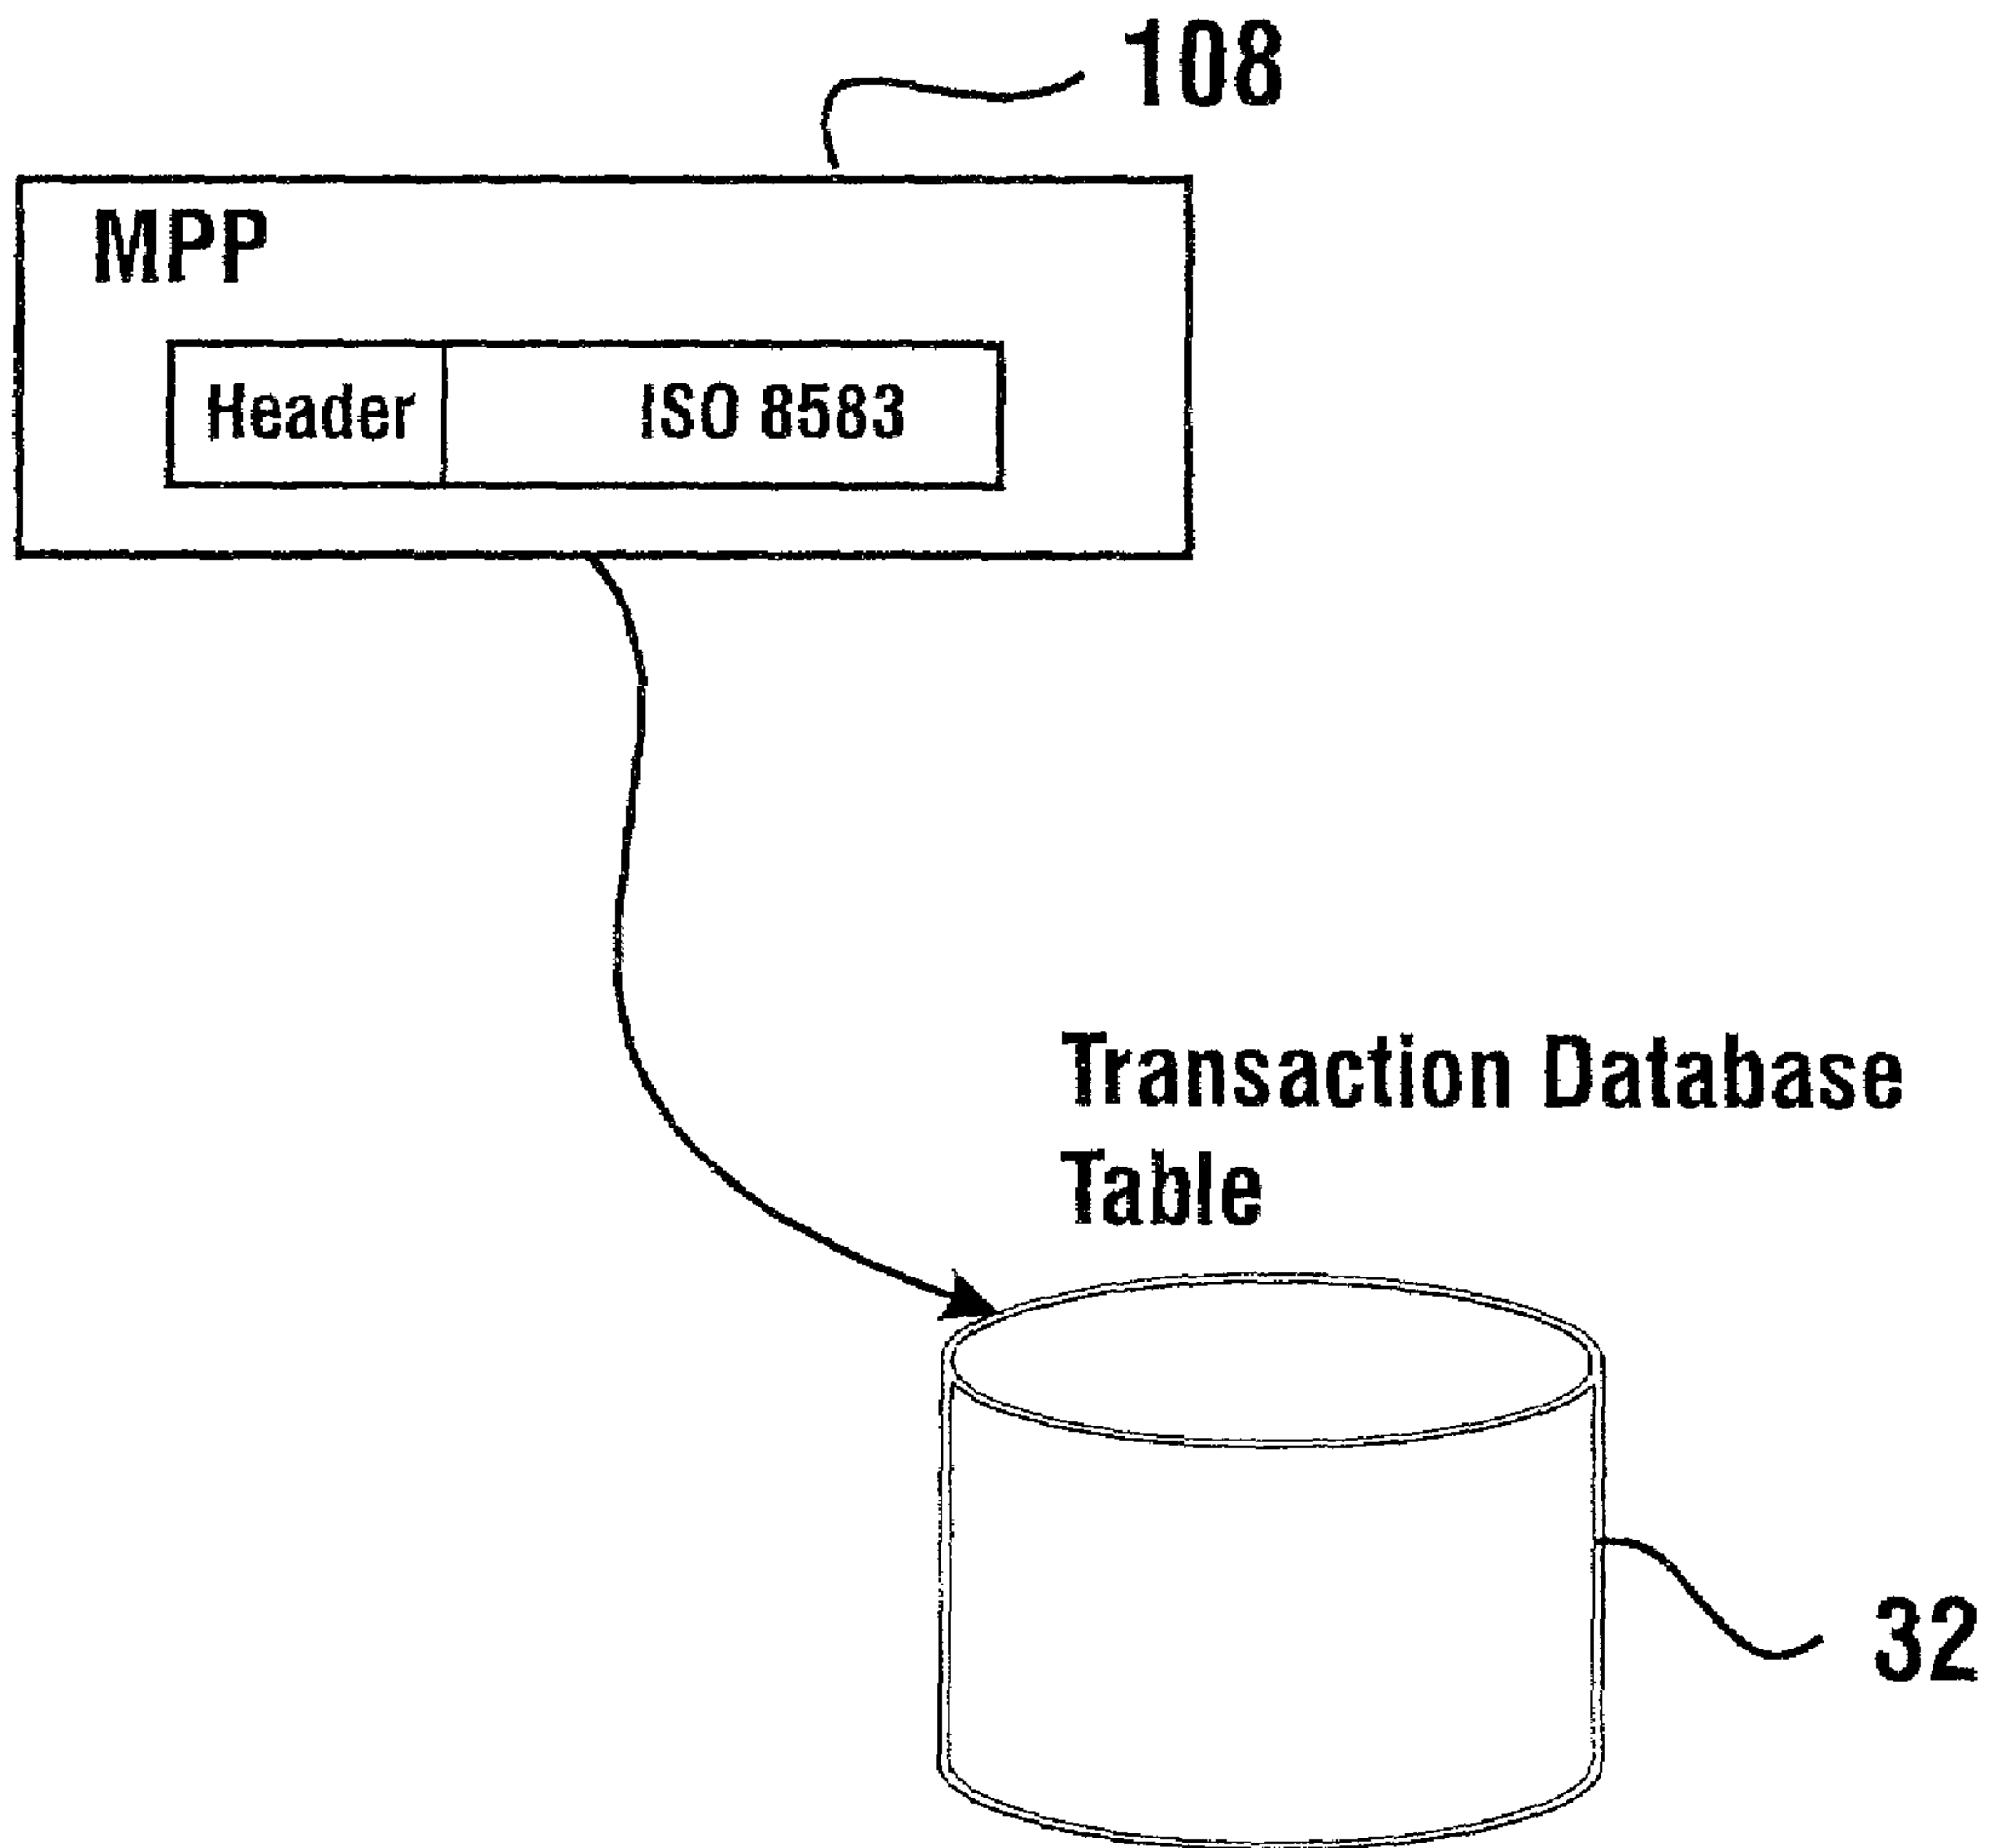 108
MPP
Header ISO 8583
Transaction Database
Table
32